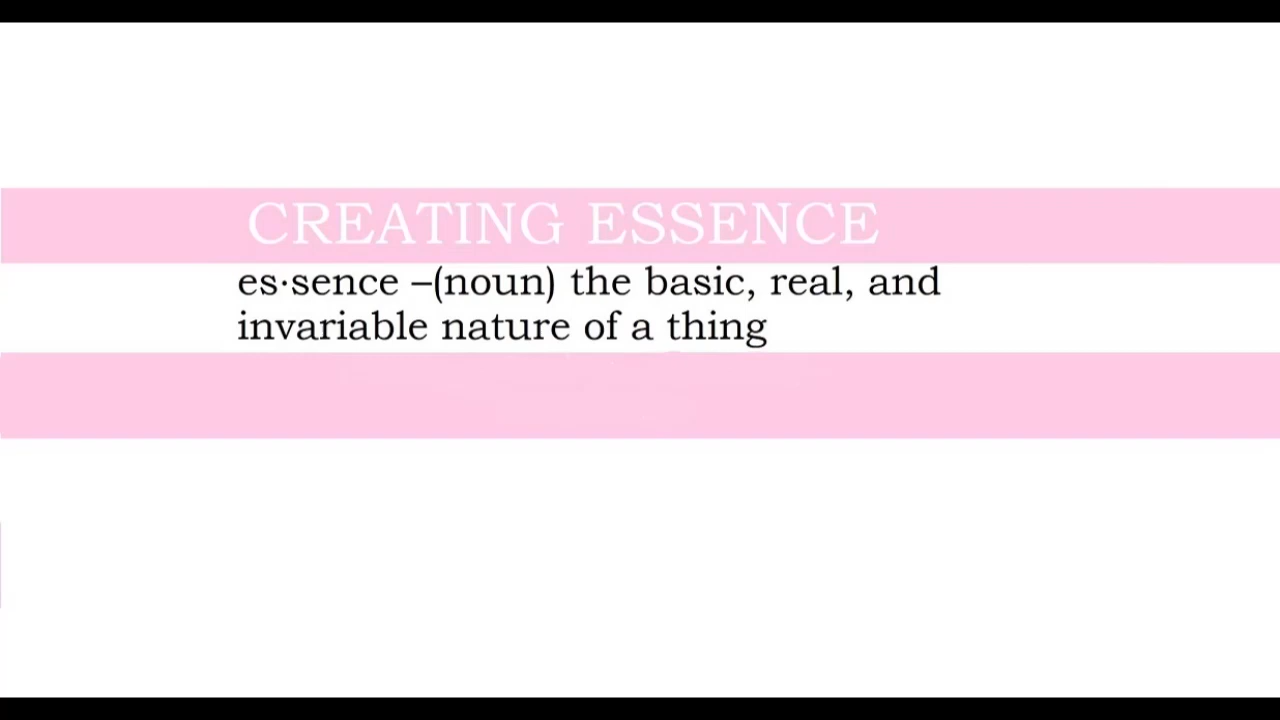 CREATING ESSENCE
es·sence –(noun) the basic, real, and
invariable nature of a thing